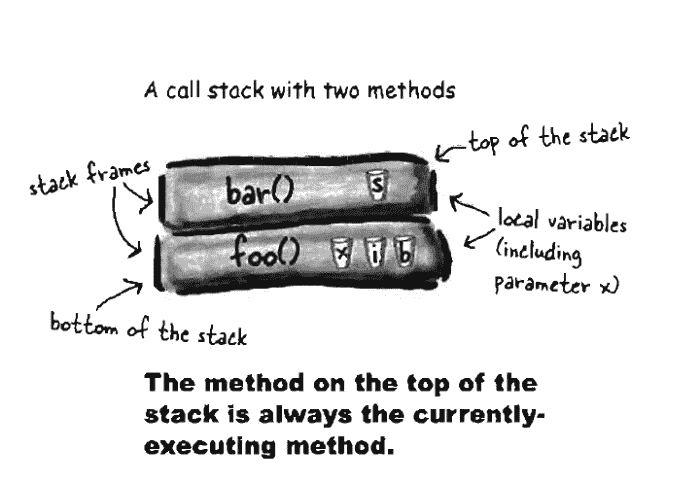 A call stack with two methods
top of the stack
stack frames
bar() s
local variables
(including
parameter x)
foo() x i b
bottom of the stack
The method on the top of the
stack is always the currently-
executing method.